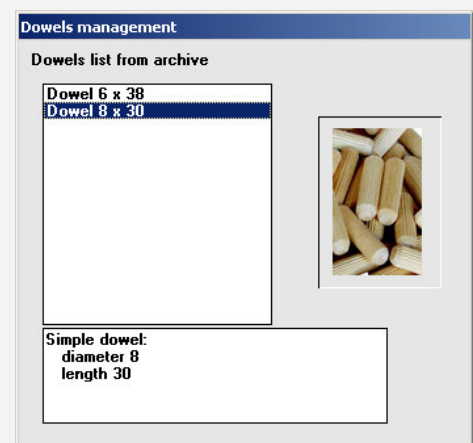 Dowels management
Dowels list from archive
Dowel 6 x 38
Dowel 8 x 30
Simple dowel:
diameter 8
length 30